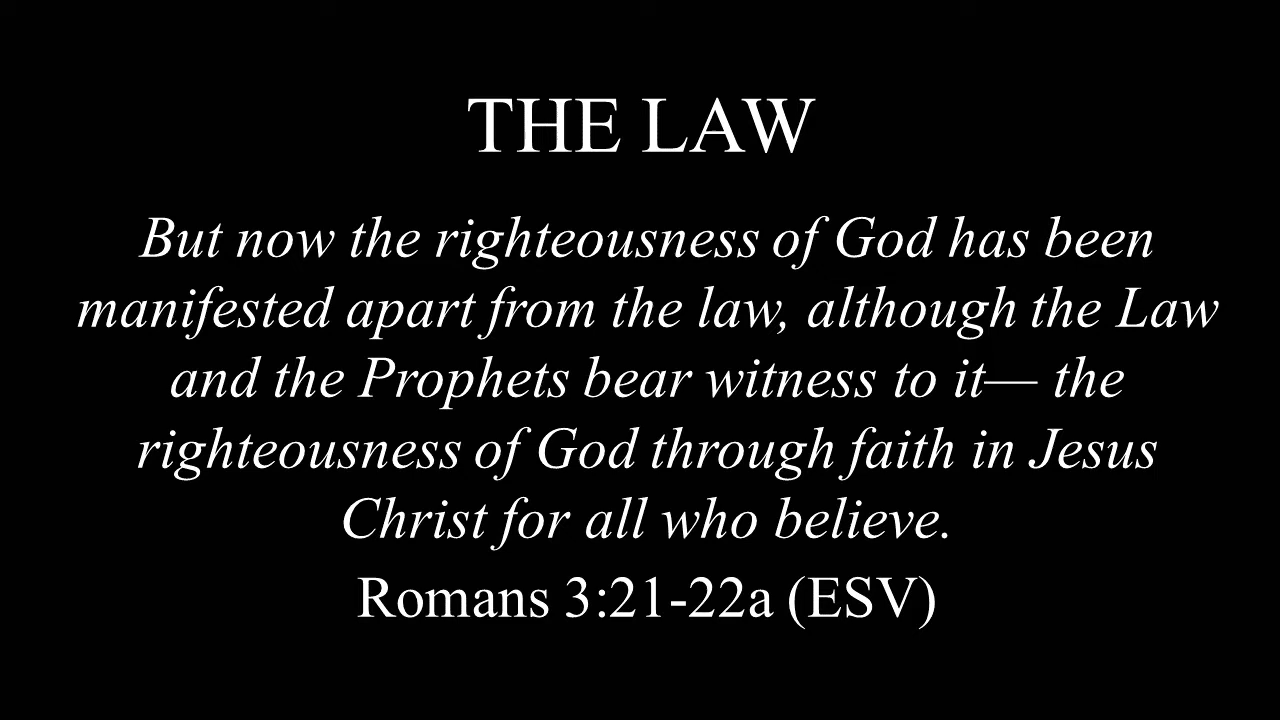 THE LAW
But now the righteousness of God has been
manifested apart from the law, although the Law
and the Prophets bear witness to it— the
righteousness of God through faith in Jesus
Christ for all who believe.
Romans 3:21-22a (ESV)